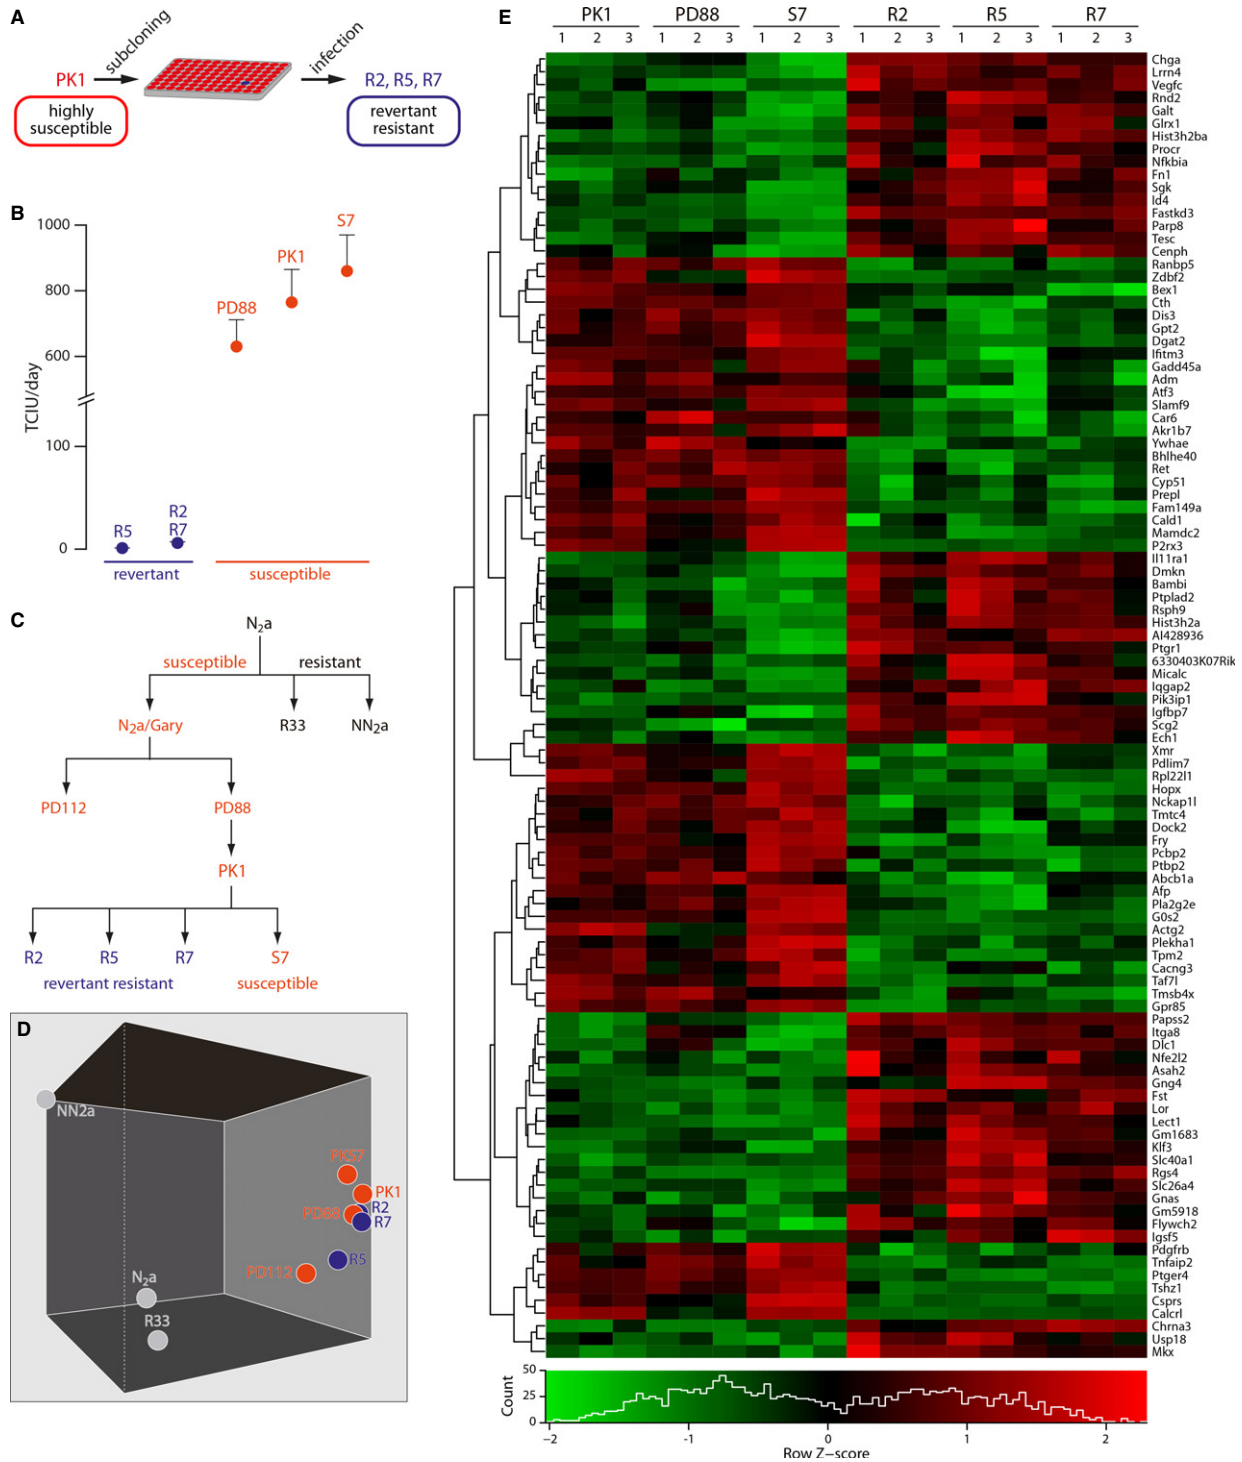 A
subcloning
infection
PK1
R2, R5, R7
highly
susceptible
revertant
resistant
B
1000
800
600
100
0
TCIU/day
S7
PK1
PD88
R5
R2
R7
revertant
susceptible
C
N2a
susceptible
resistant
N2a/Gary
R33
NN2a
PD112
PD88
PK1
R2
R5
R7
S7
revertant resistant
susceptible
D
NN2a
PKS7
PK1
R2
PD88
R7
R5
PD112
N2a
R33
E
PK1 PD88 S7 R2 R5 R7
1 2 3 1 2 3 1 2 3 1 2 3 1 2 3 1 2 3
Chga
Lrrn4
Vegfc
Rnd2
Galt
Glrx1
Hist3h2ba
Procr
Nfkbia
Fn1
Sgk
Id4
Fastkd3
Parp8
Tesc
Cenph
Ranbp5
Zdbf2
Bex1
Cth
Dis3
Gpt2
Dgat2
Ifitm3
Gadd45a
Adm
Atf3
Slamf9
Car6
Akr1b7
Ywhae
Bhlhe40
Ret
Cyp51
Prepl
Fam149a
Cald1
Mamdc2
P2rx3
Il11ra1
Dmkn
Bambi
Ptplad2
Rsph9
Hist3h2a
AI428936
Ptgr1
6330403K07Rik
Micalc
Iqgap2
Pik3ip1
Igfbp7
Scg2
Ech1
Xmr
Pdlim7
Rpl22l1
Hopx
Nckap1l
Tmtc4
Dock2
Fry
Pcbp2
Ptbp2
Abcb1a
Afp
Pla2g2e
G0s2
Actg2
Plekha1
Tpm2
Cacng3
Taf7l
Tmsb4x
Gpr85
Papss2
Itga8
Dlc1
Nfe2l2
Asah2
Gng4
Fst
Lor
Lect1
Gm1683
Klf3
Slc40a1
Rgs4
Slc26a4
Gnas
Gm5918
Flywch2
Igsf5
Pdgfrb
Tnfaip2
Ptger4
Tshz1
Csprs
Calcrl
Chrna3
Usp18
Mkx
50
25
0
Count
−2 -1 0 1 2
Row Z−score